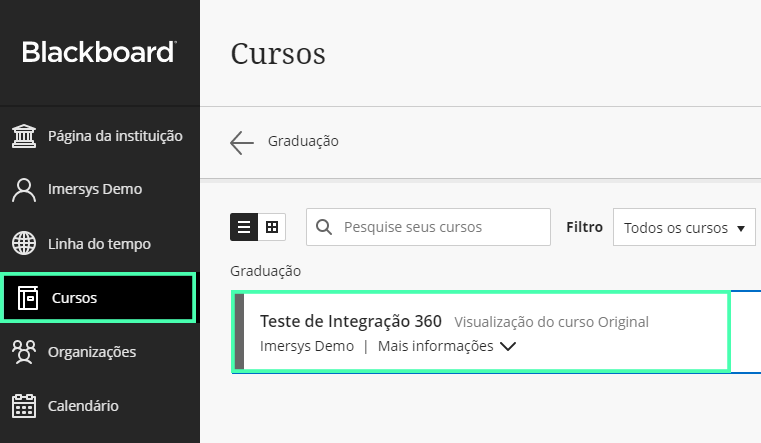 Blackboard
Cursos
Página da instituição
Graduação
Imersys Demo
Linha do tempo
Pesquise seus cursos
Filtro
Todos os cursos
Graduação
Cursos
Teste de Integração 360 Visualização do curso Original
Imersys Demo | Mais informações
Organizações
Calendário